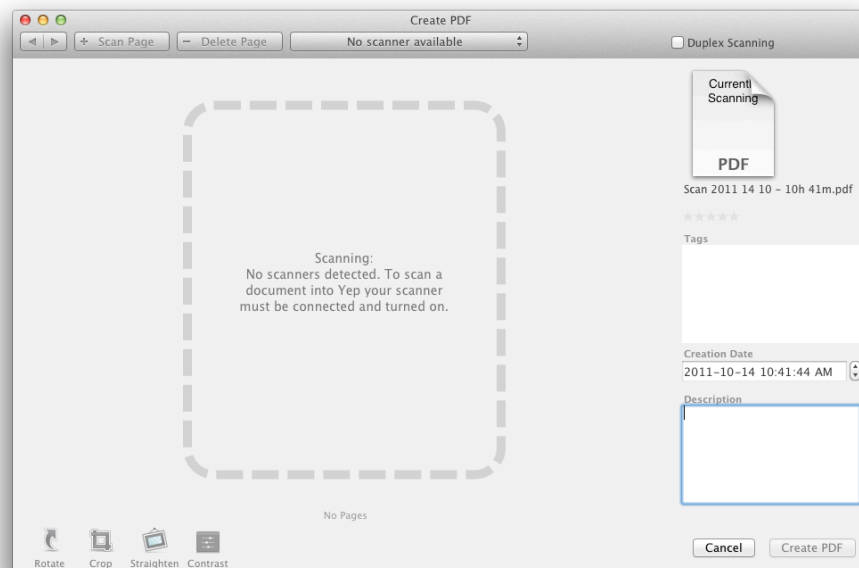 Create PDF
Scan Page
Delete Page
No scanner available
Duplex Scanning
Currentl
Scanning
PDF
Scan 2011 14 10 - 10h 41m.pdf
Tags
Scanning:
No scanners detected. To scan a
document into Yep your scanner
must be connected and turned on.
Creation Date
2011-10-14 10:41:44 AM
Description
No Pages
Rotate
Crop
Straighten
Contrast
Cancel
Create PDF